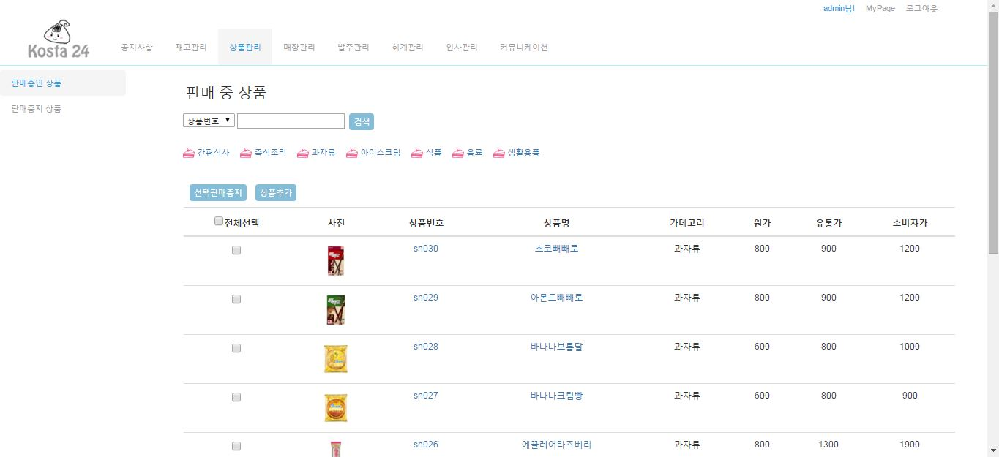 admin님! MyPage 로그아웃
Kosta 24
공지사항 재고관리 상품관리 매장관리 발주관리 회계관리 인사관리 커뮤니케이션
판매중인 상품
판매중지 상품
판매 중 상품
상품번호 검색
간편식사 즉석조리 과자류 아이스크림 식품 음료 생활용품
선택판매중지 상품추가
전체선택 사진 상품번호 상품명 카테고리 원가 유통가 소비자가
sn030 초코빼빼로 과자류 800 900 1200
sn029 아몬드빼빼로 과자류 800 900 1200
sn028 바나나보름달 과자류 600 800 1000
sn027 바나나크림빵 과자류 600 800 900
sn026 에끌레어라즈베리 과자류 800 1300 1900